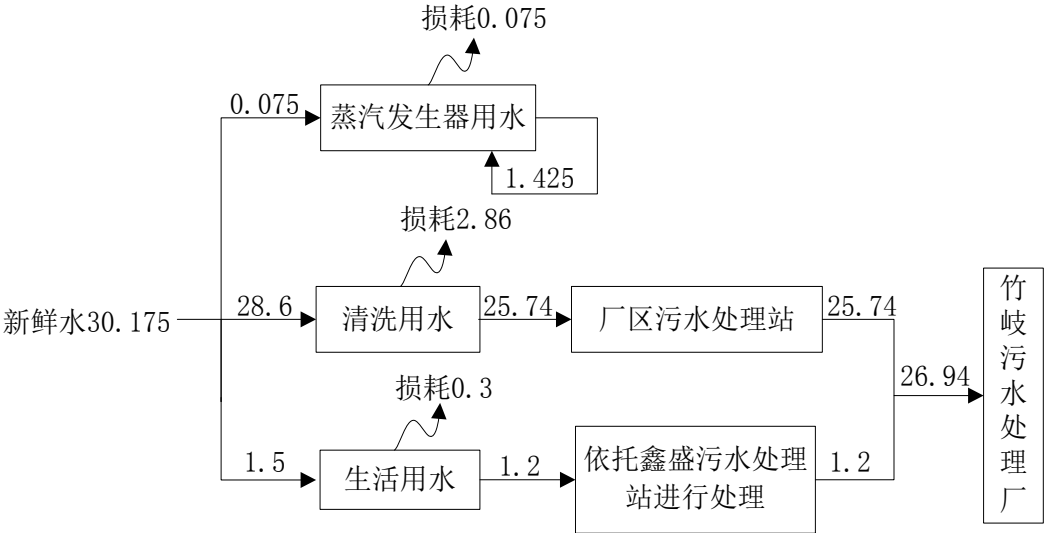 损耗0.075
0.075
蒸汽发生器用水
1.425
损耗2.86
新鲜水30.175
28.6
清洗用水
25.74
厂区污水处理站
25.74
损耗0.3
1.5
生活用水
1.2
依托鑫盛污水处理
站进行处理
1.2
26.94
竹岐污水处理厂